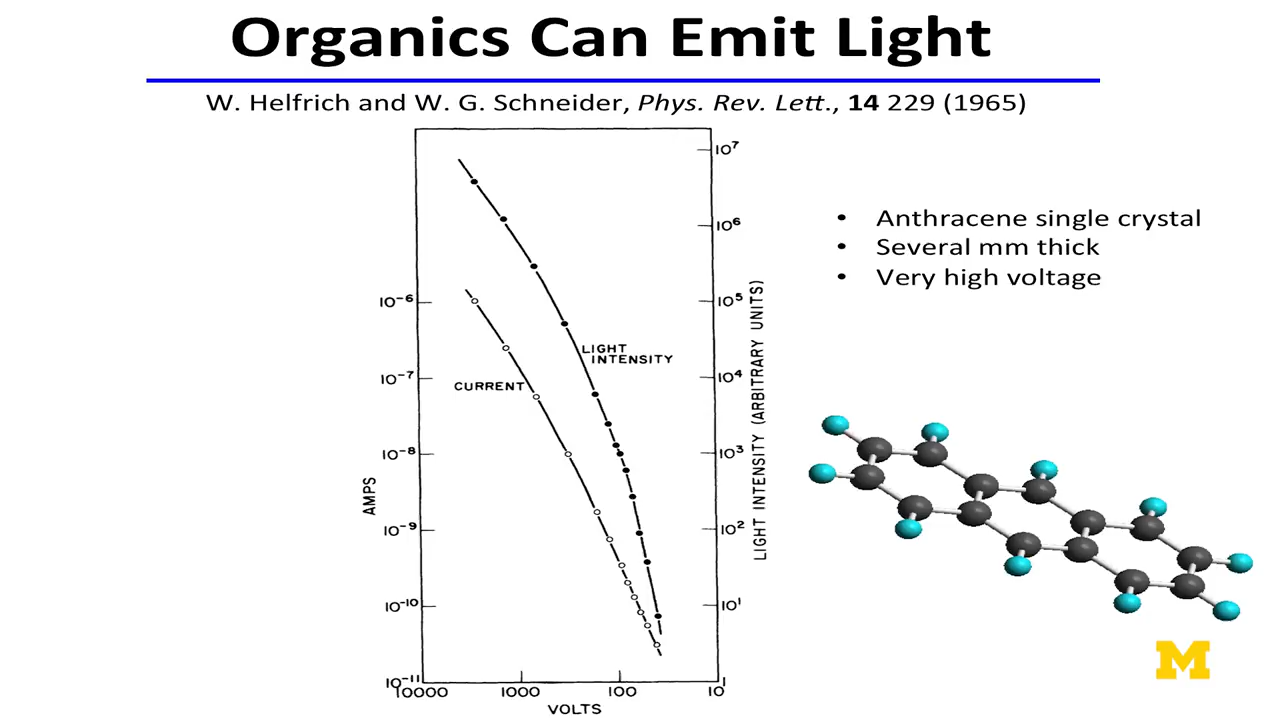 Organics Can Emit Light
W. Helfrich and W. G. Schneider, Phys. Rev. Lett., 14 229 (1965)
10⁷
10⁶
10⁵
10⁴
10³
10²
10¹
1
LIGHT INTENSITY (ARBITRARY UNITS)
LIGHT
INTENSITY
CURRENT
10⁻⁶
10⁻⁷
10⁻⁸
10⁻⁹
10⁻¹⁰
10⁻¹¹
AMPS
10000 1000 100 10
VOLTS
• Anthracene single crystal
• Several mm thick
• Very high voltage
M